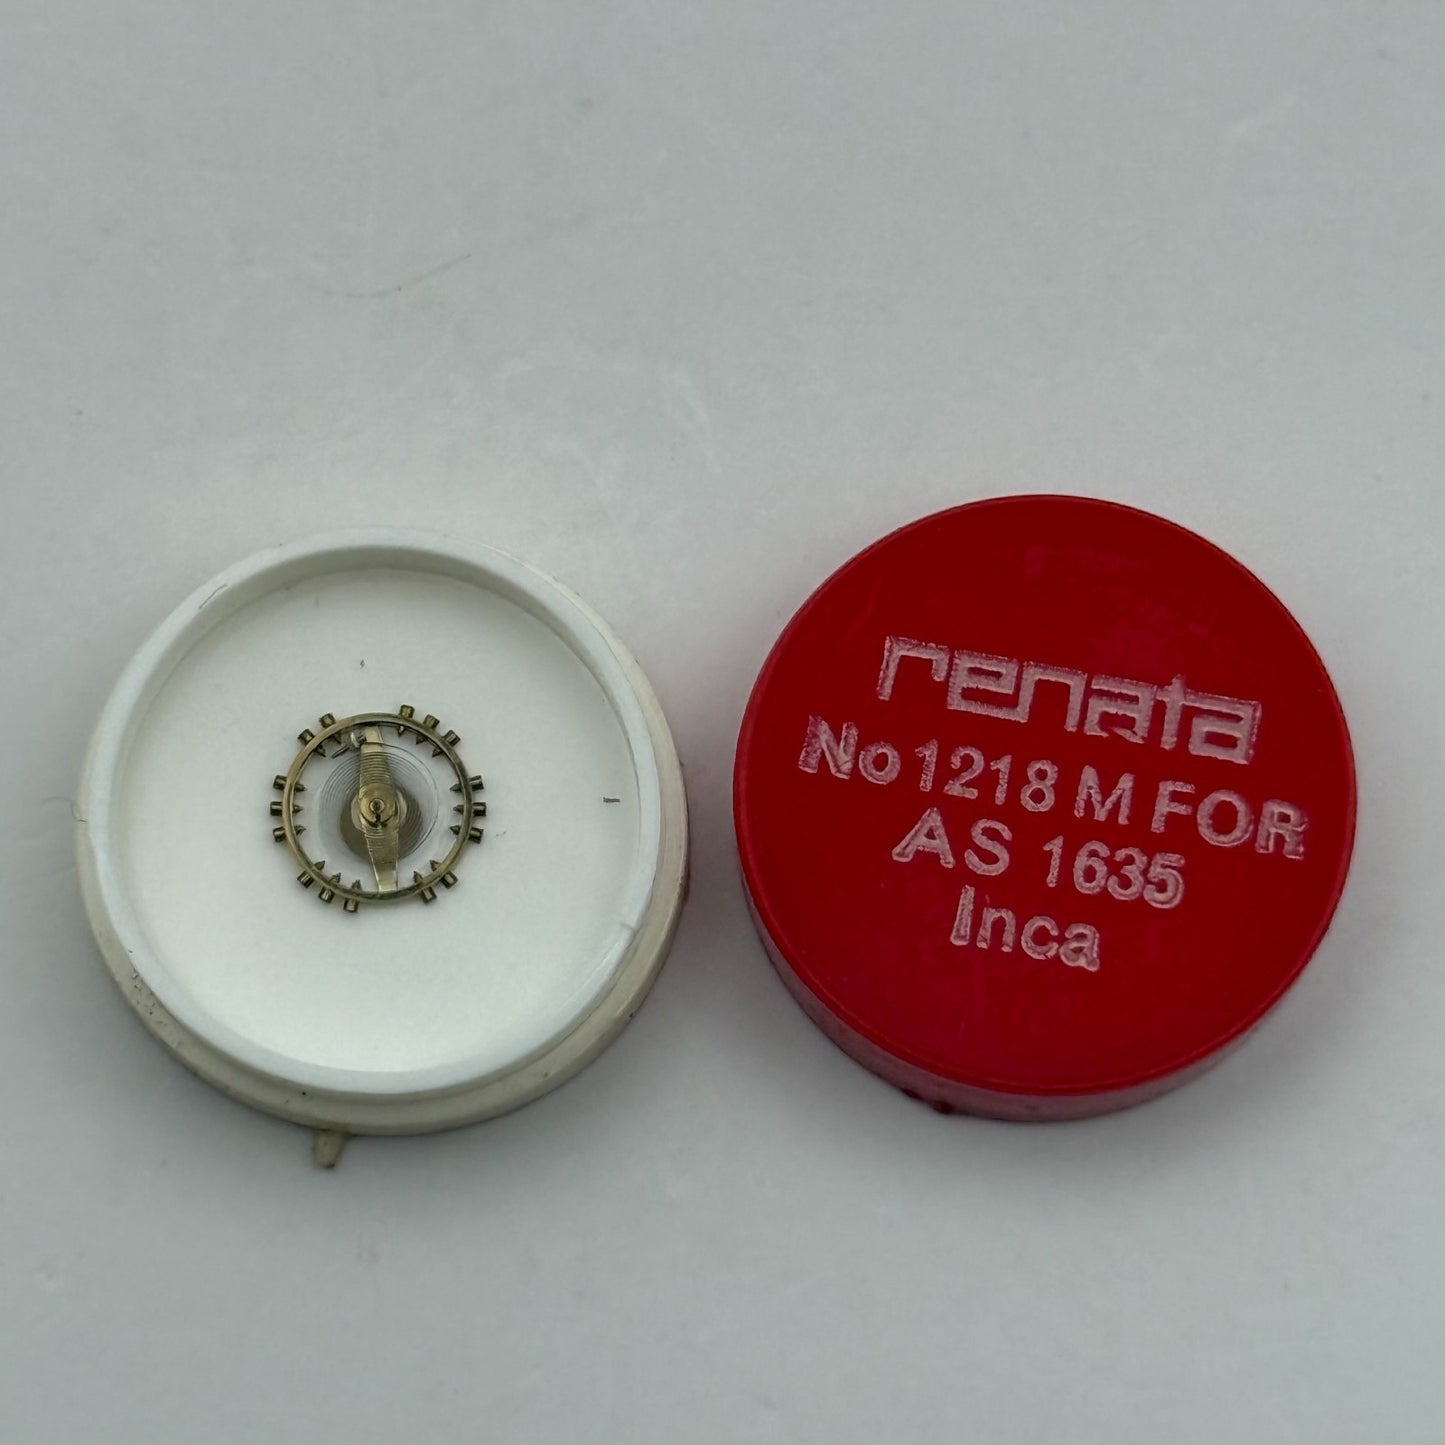 renata
No 1218 M FOR
AS 1635
Inca